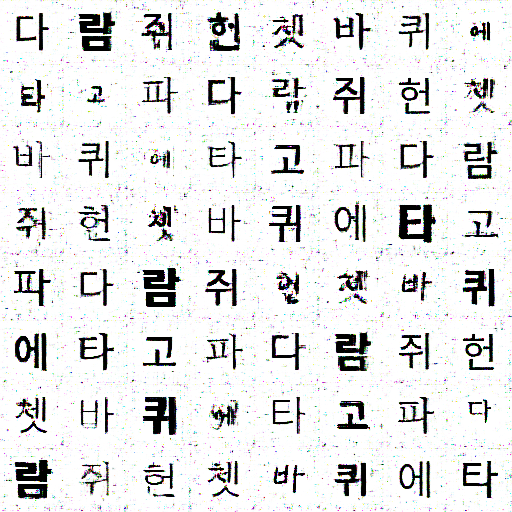 다 람 쥐 헌 쳇 바 퀴 에
타 고 파 다 람 쥐 헌 쳇
바 퀴 에 타 고 파 다 람
쥐 헌 쳇 바 퀴 에 타 고
파 다 람 쥐 헌 쳇 바 퀴
에 타 고 파 다 람 쥐 헌
쳇 바 퀴 에 타 고 파 다
람 쥐 헌 쳇 바 퀴 에 타